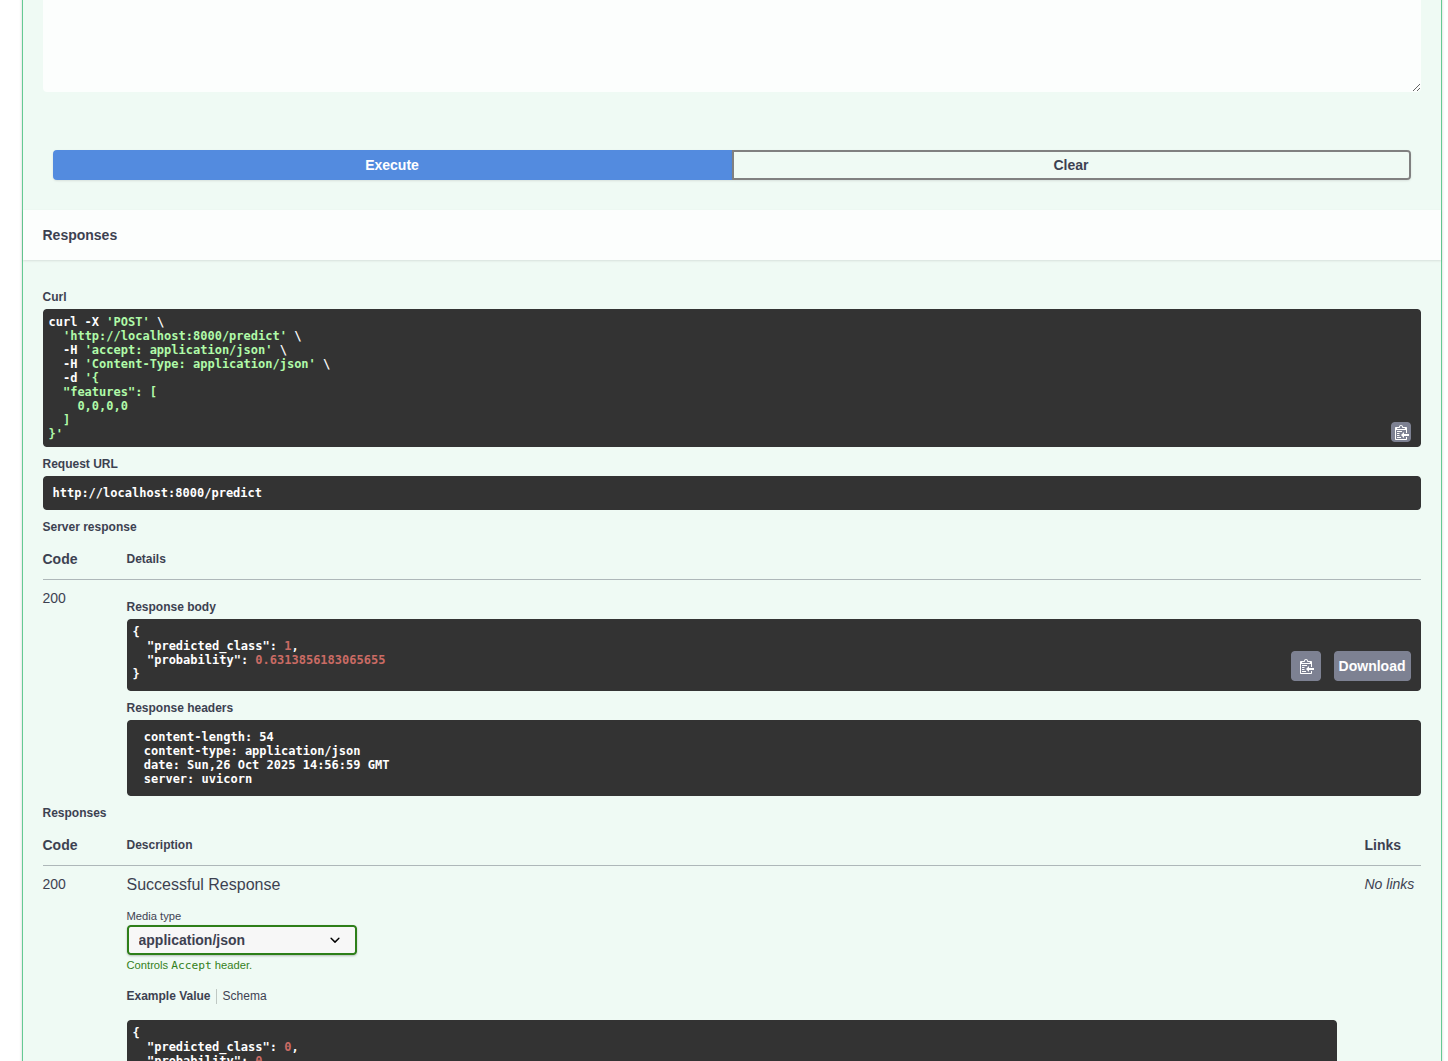 Execute
Clear
Responses
Curl
curl -X 'POST' \
  'http://localhost:8000/predict' \
  -H 'accept: application/json' \
  -H 'Content-Type: application/json' \
  -d '{
  "features": [
    0,0,0,0
  ]
}'
Request URL
http://localhost:8000/predict
Server response
Code Details
200
Response body
{
  "predicted_class": 1,
  "probability": 0.6313856183065655
}
Download
Response headers
content-length: 54
content-type: application/json
date: Sun,26 Oct 2025 14:56:59 GMT
server: uvicorn
Responses
Code Description Links
200 Successful Response No links
Media type
application/json
Controls Accept header.
Example Value Schema
{
  "predicted_class": 0,
  "probability": 0